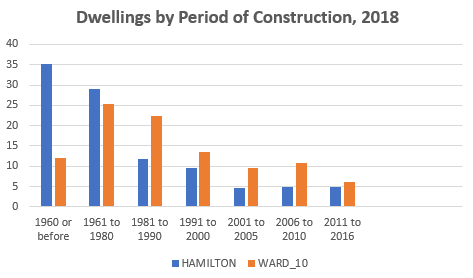 Dwellings by Period of Construction, 2018
40
35
30
25
20
15
10
5
0
1960 or before
1961 to 1980
1981 to 1990
1991 to 2000
2001 to 2005
2006 to 2010
2011 to 2016
HAMILTON WARD_10